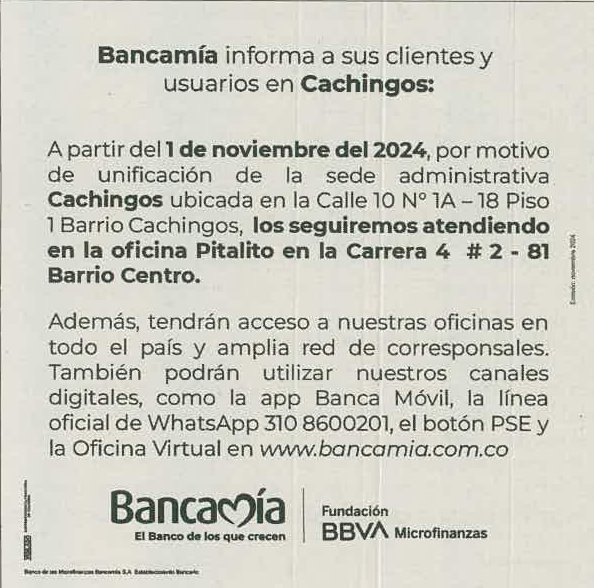 Bancamía informa a sus clientes y
usuarios en Cachingos:
A partir del 1 de noviembre del 2024, por motivo
de unificación de la sede administrativa
Cachingos ubicada en la Calle 10 N° 1A – 18 Piso
1 Barrio Cachingos, los seguiremos atendiendo
en la oficina Pitalito en la Carrera 4 # 2 - 81
Barrio Centro.
Además, tendrán acceso a nuestras oficinas en
todo el país y amplia red de corresponsales.
También podrán utilizar nuestros canales
digitales, como la app Banca Móvil, la línea
oficial de WhatsApp 310 8600201, el botón PSE y
la Oficina Virtual en www.bancamia.com.co
Emisión: noviembre 2024
Bancamía
El Banco de los que crecen
Fundación
BBVA Microfinanzas
Banco de las Microfinanzas Bancamía S.A Establecimiento Bancario